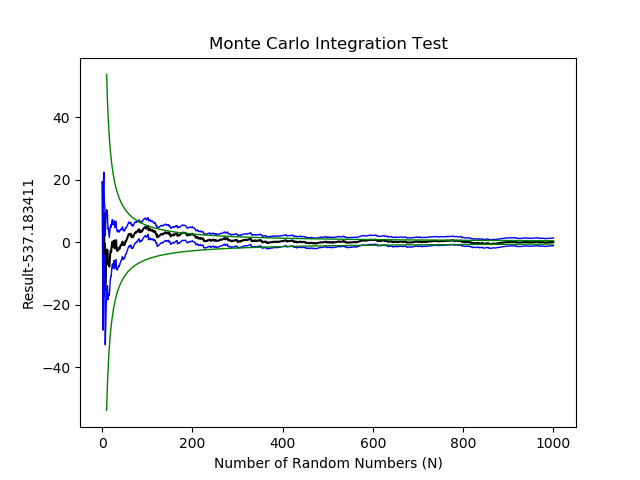 Monte Carlo Integration Test
Result-537.183411
40
20
0
−20
−40
0 200 400 600 800 1000
Number of Random Numbers (N)